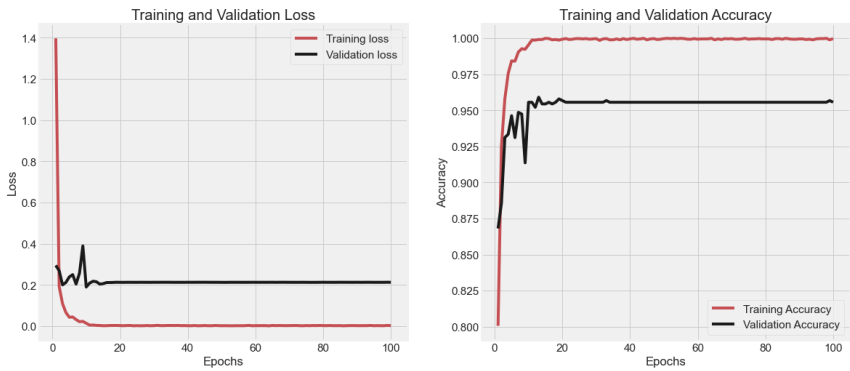 Training and Validation Loss
Training loss
Validation loss
1.4
1.2
1.0
0.8
0.6
0.4
0.2
0.0
Loss
0
20
40
60
80
100
Epochs
Training and Validation Accuracy
1.000
0.975
0.950
0.925
0.900
0.875
0.850
0.825
0.800
Accuracy
Training Accuracy
Validation Accuracy
0
20
40
60
80
100
Epochs